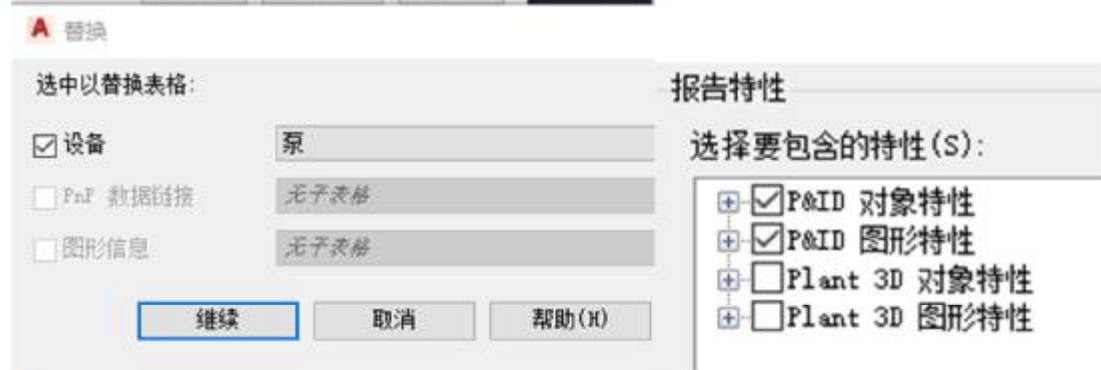 替换
选中以替换表格:
设备
泵
PnP 数据链接
无子表格
图形信息
无子表格
继续
取消
帮助(H)
报告特性
选择要包含的特性(S):
P&ID 对象特性
P&ID 图形特性
Plant 3D 对象特性
Plant 3D 图形特性